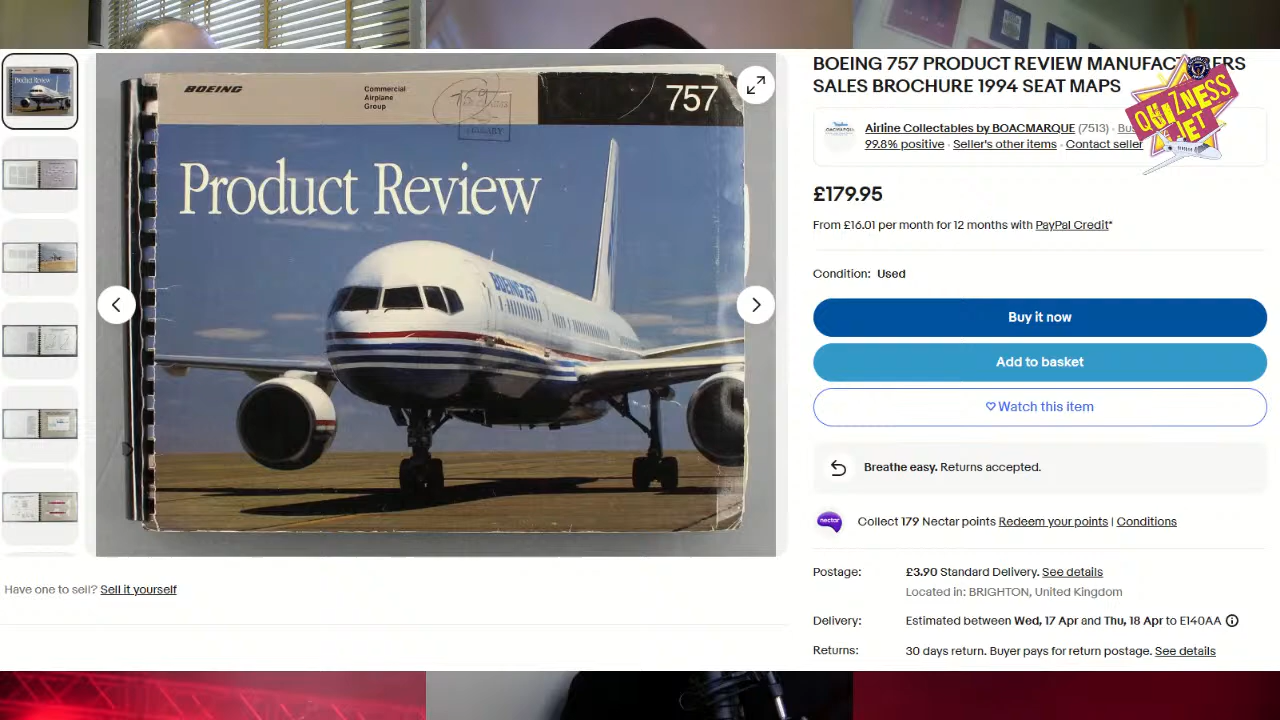 BOEING
Commercial
Airplane
Group
757
Product Review
BOEING 757
Product Review
Have one to sell? Sell it yourself
BOEING 757 PRODUCT REVIEW MANUFACTURERS
SALES BROCHURE 1994 SEAT MAPS
QUIZNESS
JET
Airline Collectables by BOACMARQUE (7513) · Bus
99.8% positive · Seller's other items · Contact seller
£179.95
From £16.01 per month for 12 months with PayPal Credit*
Condition: Used
Buy it now
Add to basket
Watch this item
Breathe easy. Returns accepted.
nectar
Collect 179 Nectar points Redeem your points | Conditions
Postage: £3.90 Standard Delivery. See details
Located in: BRIGHTON, United Kingdom
Delivery: Estimated between Wed, 17 Apr and Thu, 18 Apr to E140AA
Returns: 30 days return. Buyer pays for return postage. See details